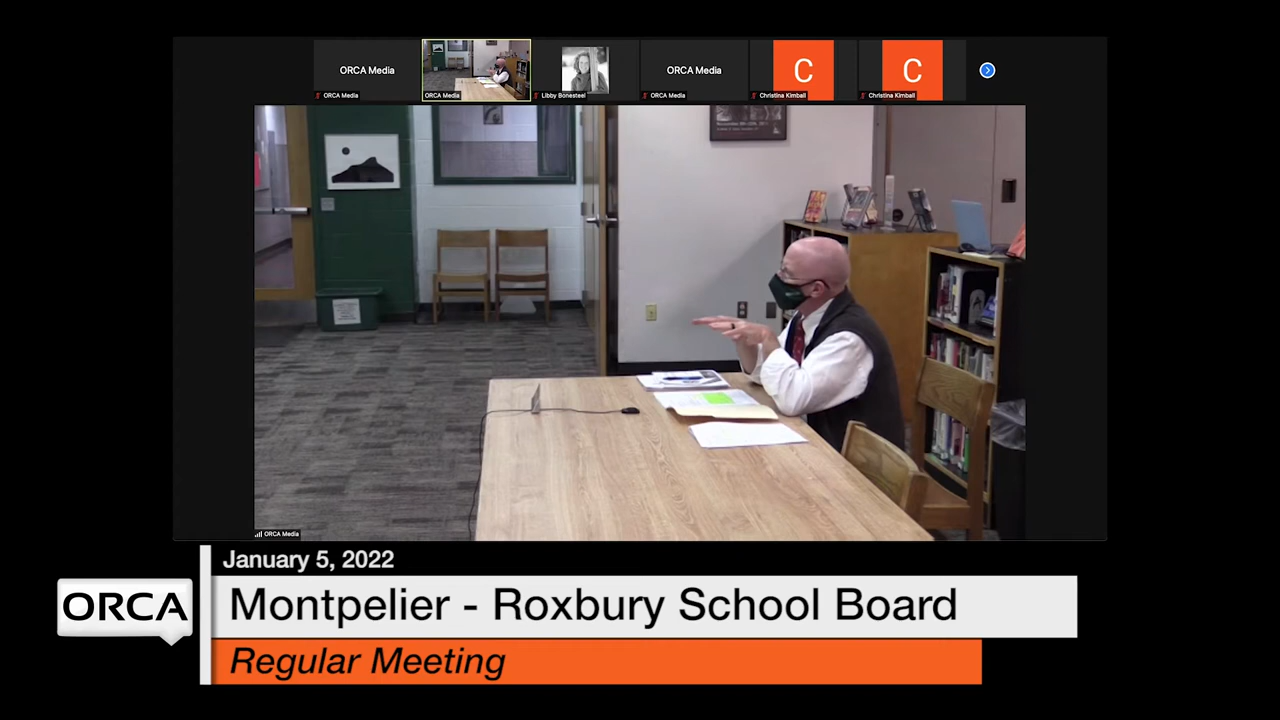 ORCA Media
ORCA Media
ORCA Media
Libby Bonesteel
ORCA Media
ORCA Media
C
Christina Kimball
C
Christina Kimball
ORCA Media
January 5, 2022
ORCA
Montpelier - Roxbury School Board
Regular Meeting